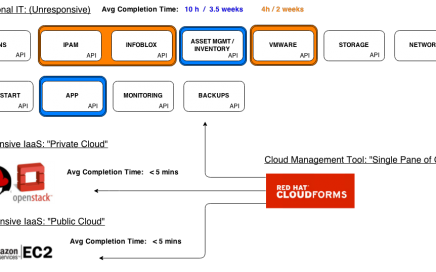 onal IT: (Unresponsive) Avg Completion Time: 10 h / 3.5 weeks 4h / 2 weeks
NS IPAM INFOBLOX ASSET MGMT / INVENTORY VMWARE STORAGE NETWOR
API API API API API API
START APP MONITORING BACKUPS
API API API API
nsive IaaS: "Private Cloud"
Cloud Management Tool: "Single Pane of G
Avg Completion Time: < 5 mins
RED HAT
CLOUDFORMS
openstack
nsive IaaS: "Public Cloud"
Avg Completion Time: < 5 mins
azon
services
EC2